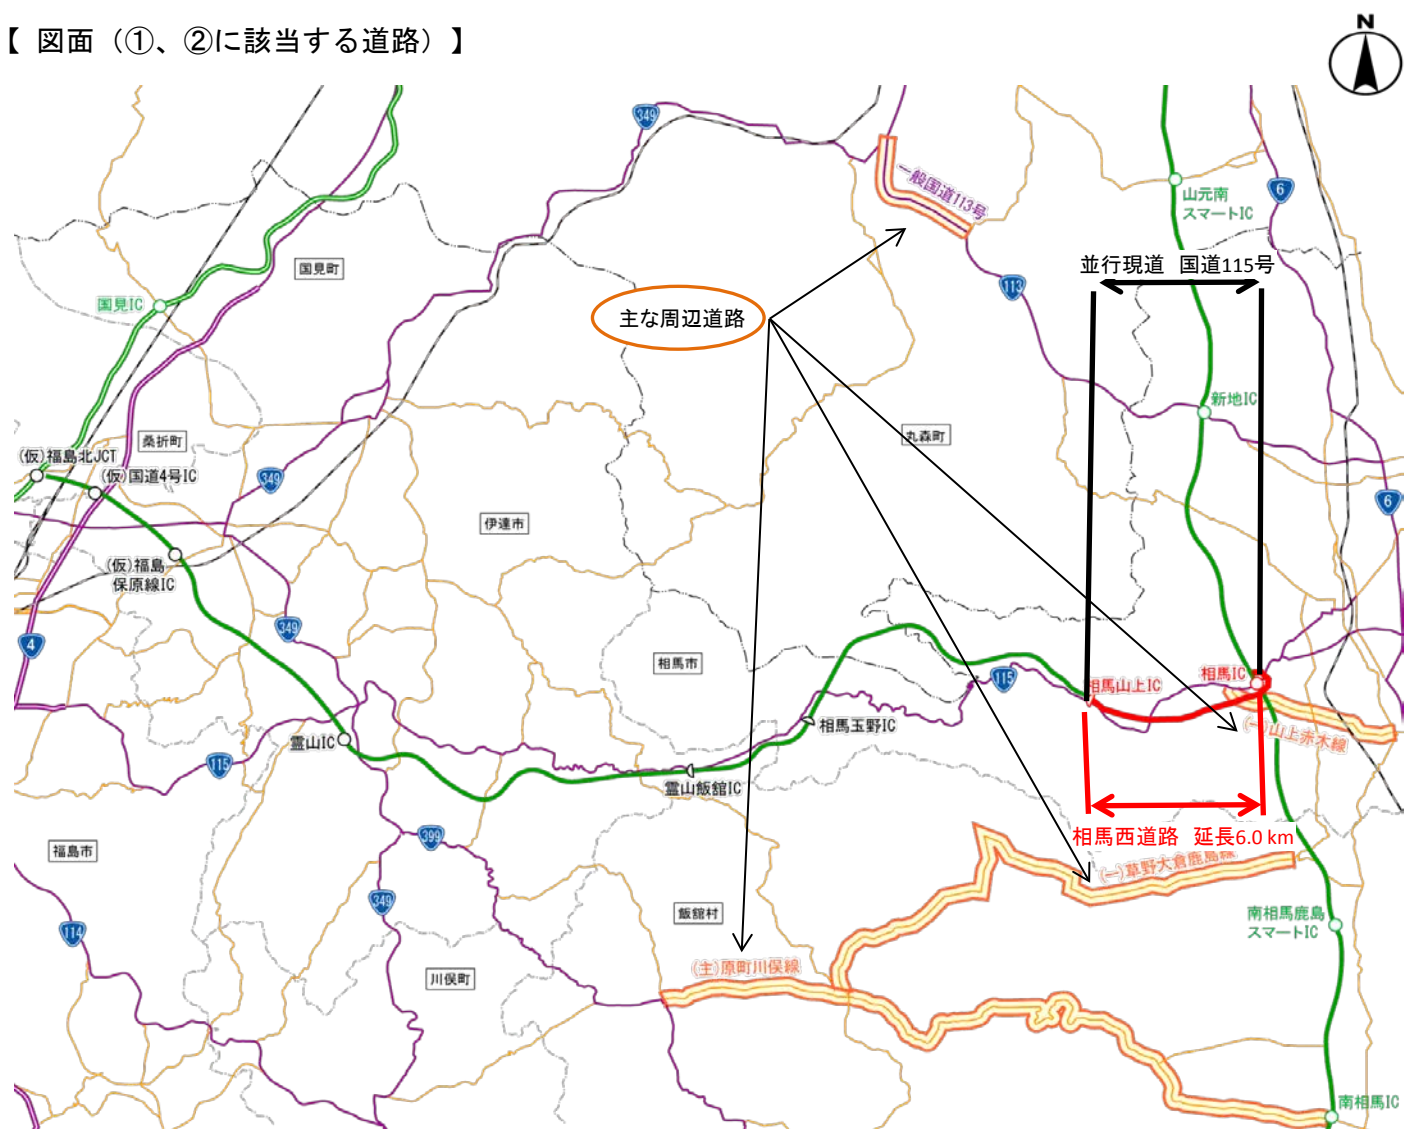 【 図面（①、②に該当する道路）】
N
349
一般国道113号
山元南
スマートIC
6
国見町
並行現道 国道115号
国見IC
113
主な周辺道路
新地IC
桑折町
丸森町
(仮)福島北JCT
(仮)国道4号IC
349
6
伊達市
(仮)福島
保原線IC
349
4
相馬市
115
相馬山上IC
相馬IC
相馬玉野IC
(一)山上赤木線
霊山IC
115
霊山飯舘IC
399
相馬西道路 延長6.0 km
福島市
(一)草野大倉鹿島線
349
飯舘村
南相馬鹿島
スマートIC
114
(主)原町川俣線
川俣町
南相馬IC